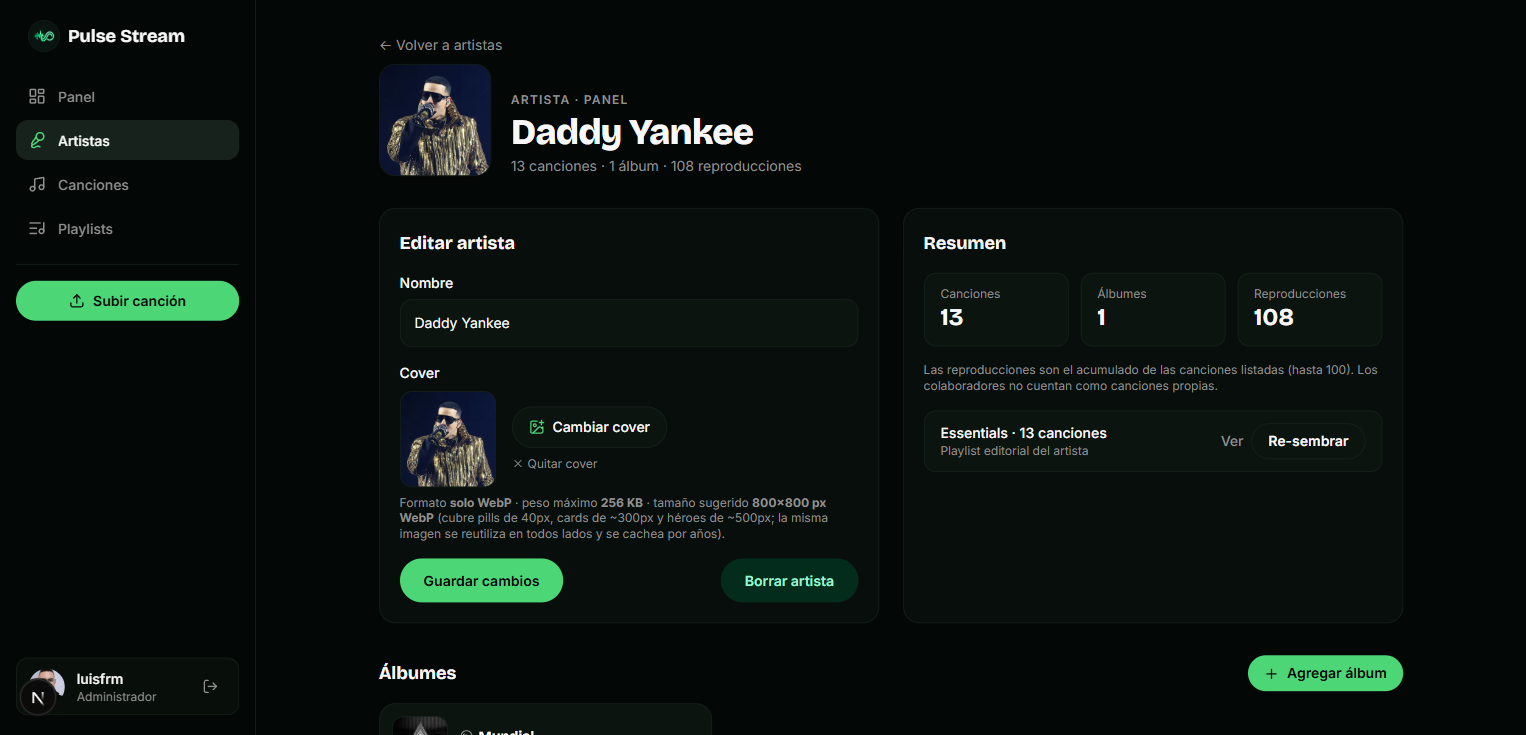 Pulse Stream
Panel
Artistas
Canciones
Playlists
Subir canción
luisfrm
Administrador
N
← Volver a artistas
ARTISTA · PANEL
Daddy Yankee
13 canciones · 1 álbum · 108 reproducciones
Editar artista
Nombre
Daddy Yankee
Cover
Cambiar cover
× Quitar cover
Formato solo WebP · peso máximo 256 KB · tamaño sugerido 800×800 px
WebP (cubre pills de 40px, cards de ~300px y héroes de ~500px; la misma
imagen se reutiliza en todos lados y se cachea por años).
Guardar cambios
Borrar artista
Resumen
Canciones
13
Álbumes
1
Reproducciones
108
Las reproducciones son el acumulado de las canciones listadas (hasta 100). Los
colaboradores no cuentan como canciones propias.
Essentials · 13 canciones
Playlist editorial del artista
Ver
Re-sembrar
Álbumes
+ Agregar álbum
Mundial